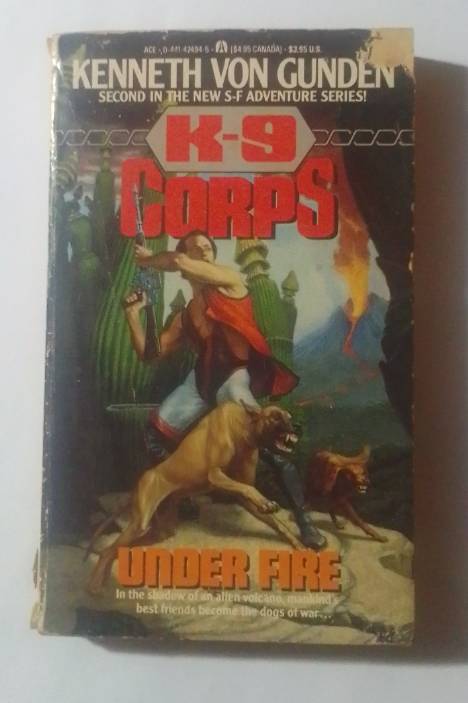 ACE • 0-441-42494-5 • A ($4.95 CANADA) • $3.95 U.S.
KENNETH VON GUNDEN
SECOND IN THE NEW S-F ADVENTURE SERIES!
K-9
CORPS
UNDER FIRE
In the shadow of an alien volcano, mankind's
best friends become the dogs of war...